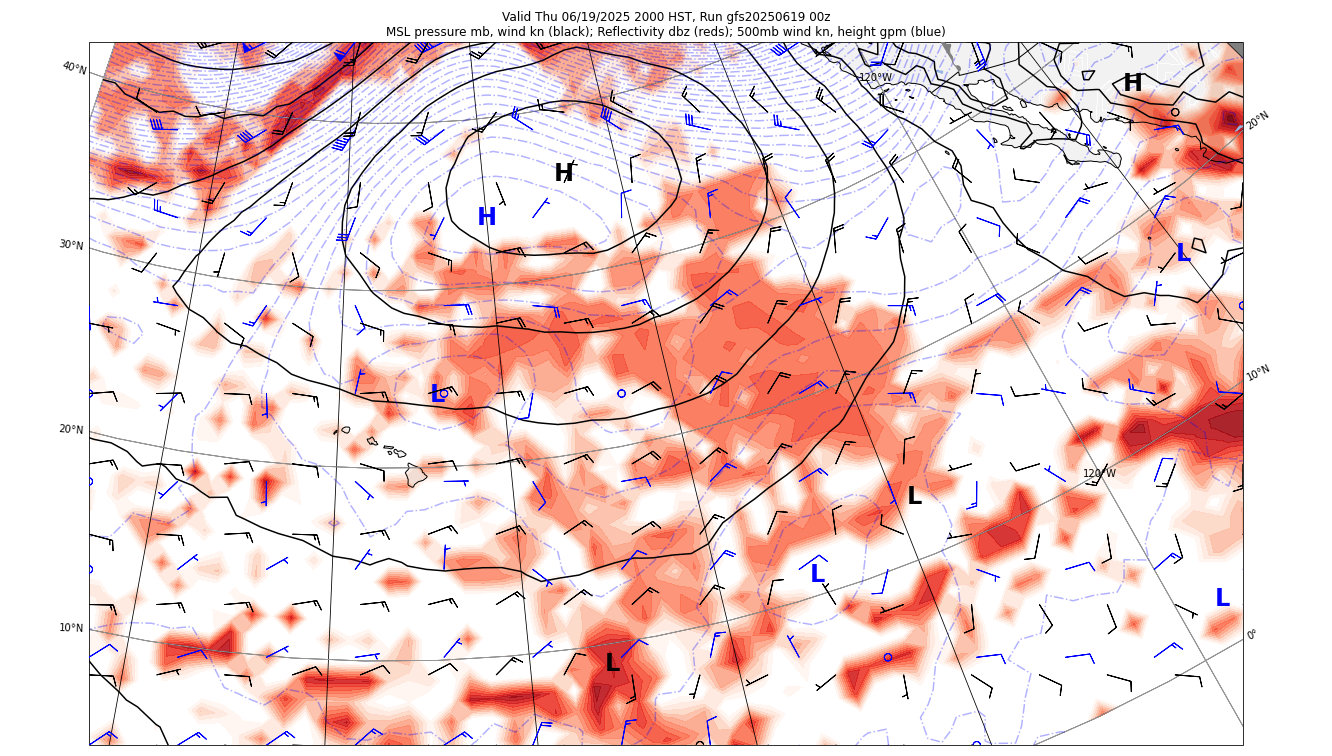 Valid Thu 06/19/2025 2000 HST, Run gfs20250619 00z
MSL pressure mb, wind kn (black); Reflectivity dbz (reds); 500mb wind kn, height gpm (blue)
40°N
120°W
H
20°N
H
H
30°N
L
10°N
L
20°N
120°W
L
L
L
10°N
0°
L